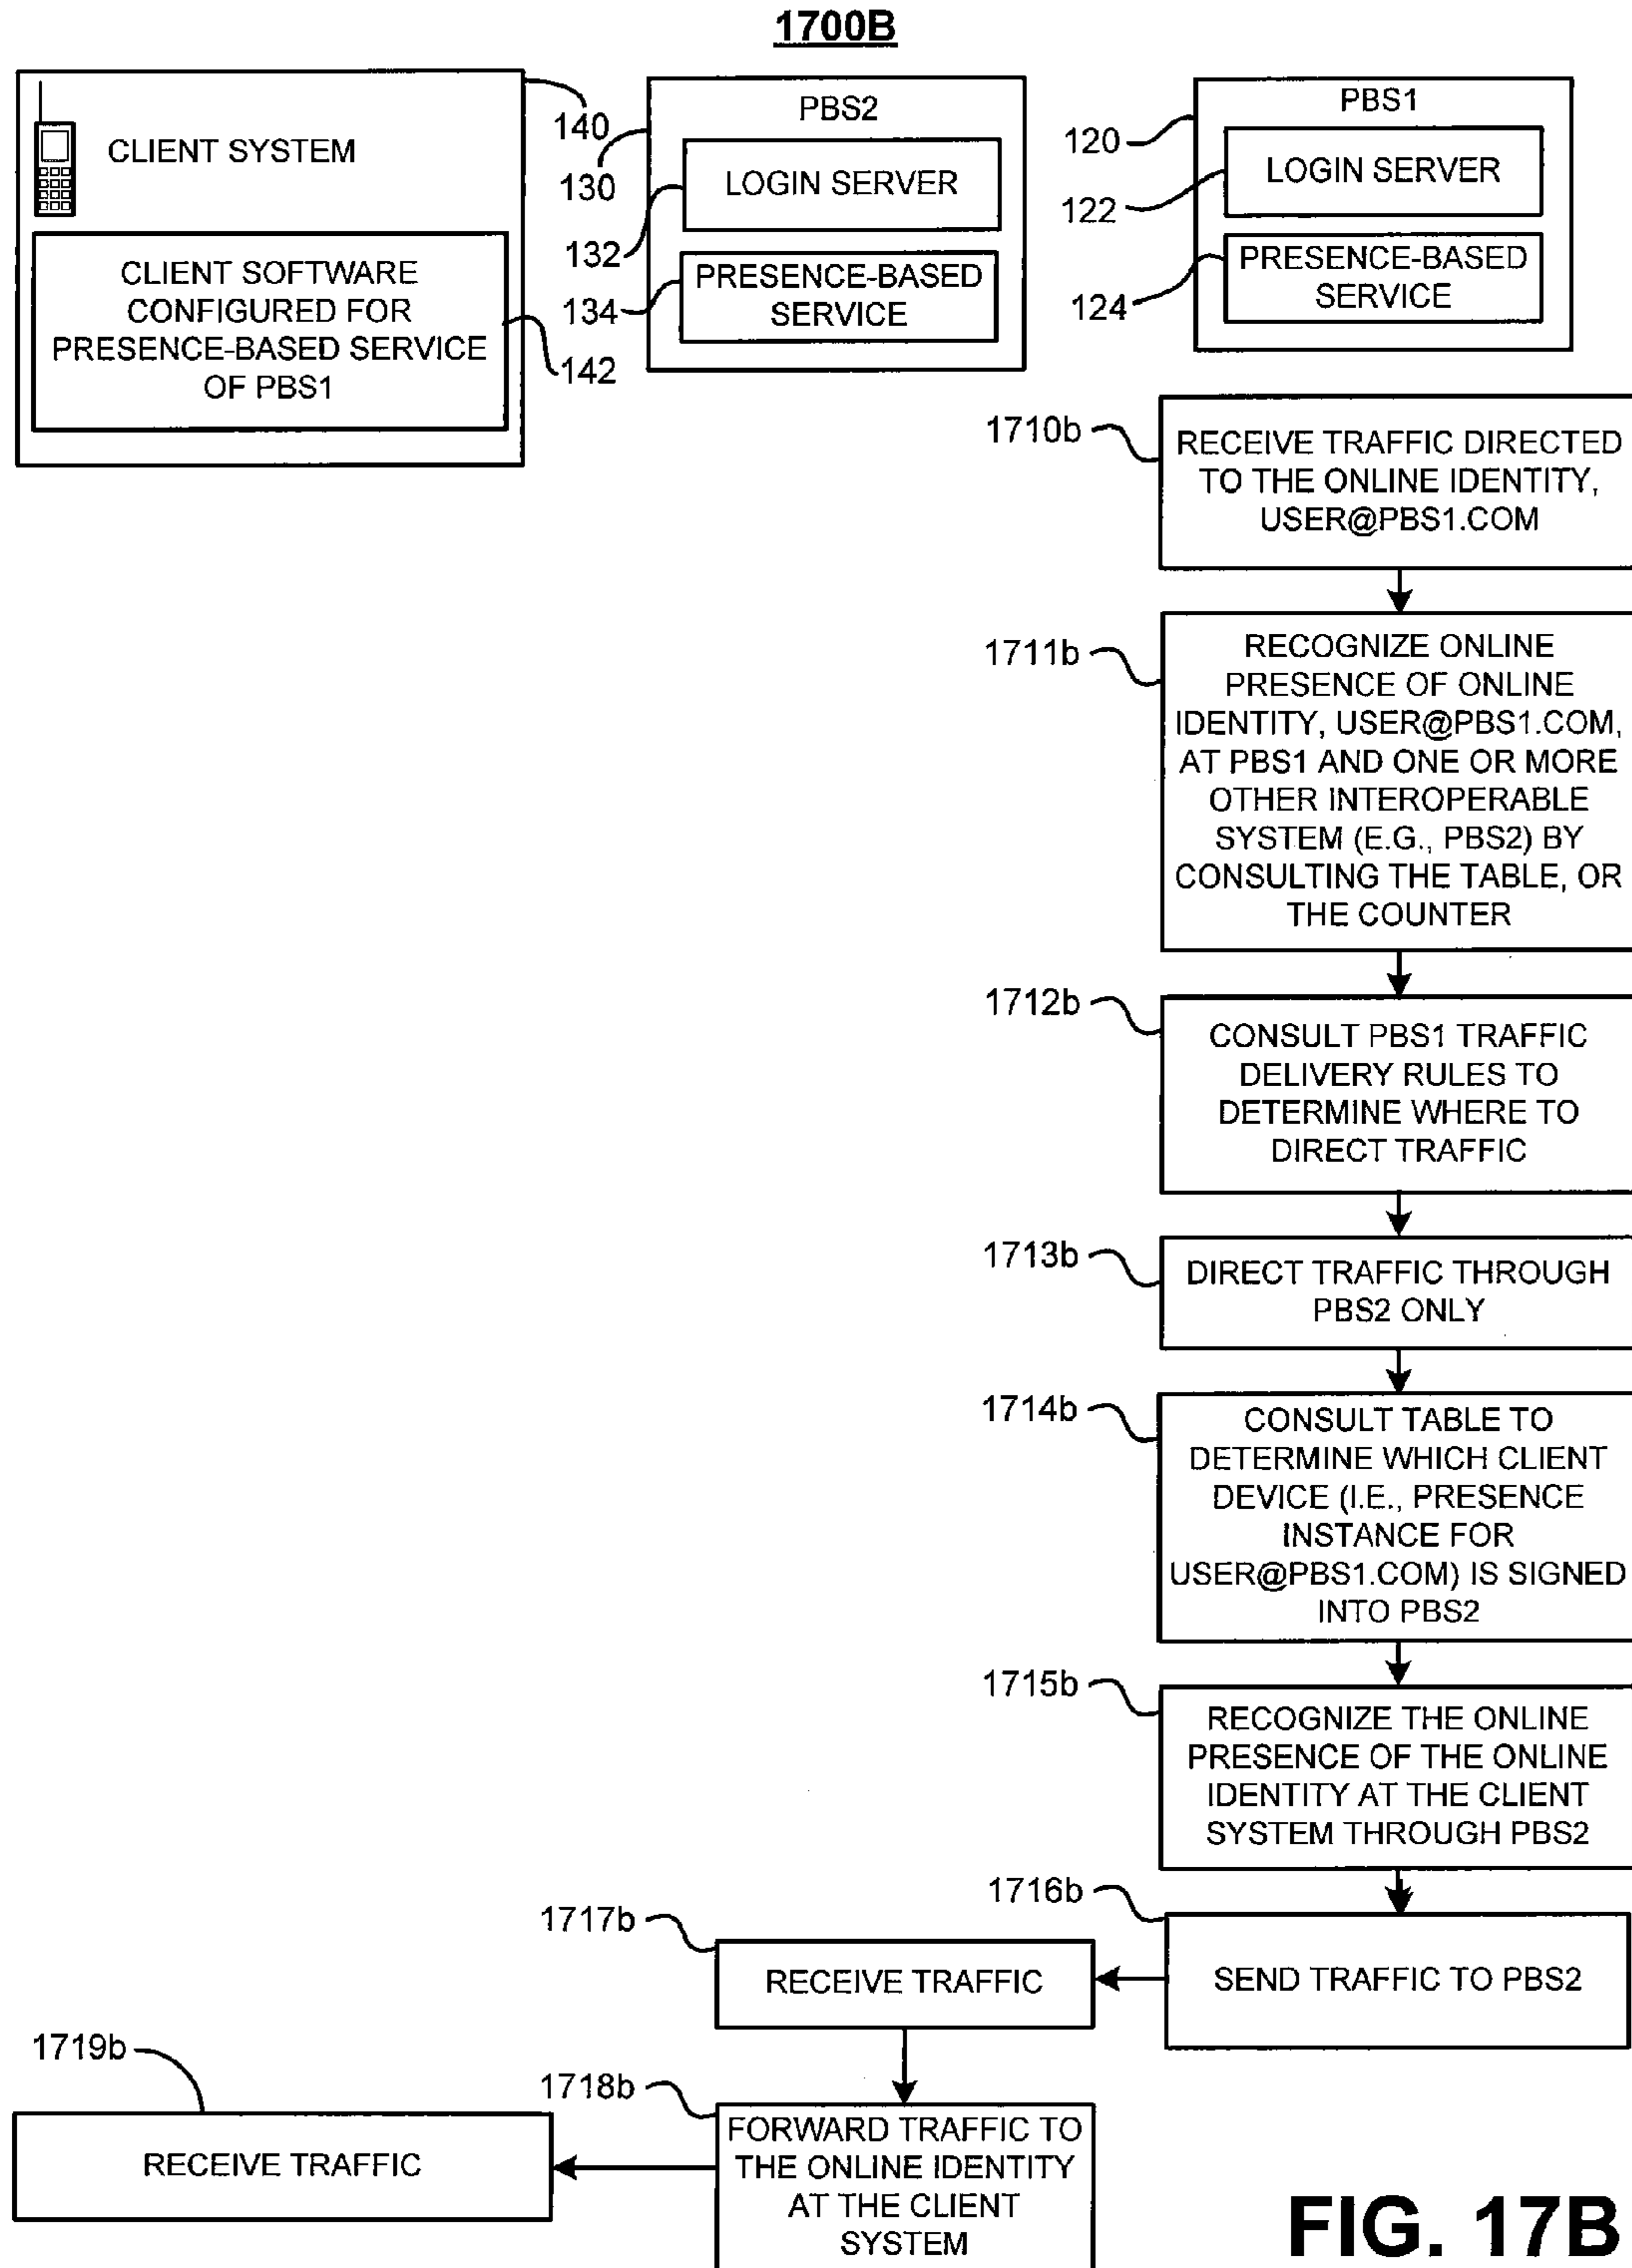 1700B
CLIENT SYSTEM
140
CLIENT SOFTWARE
CONFIGURED FOR
PRESENCE-BASED SERVICE
OF PBS1
142
PBS2
130
LOGIN SERVER
132
PRESENCE-BASED
SERVICE
134
PBS1
120
LOGIN SERVER
122
PRESENCE-BASED
SERVICE
124
1710b
RECEIVE TRAFFIC DIRECTED
TO THE ONLINE IDENTITY,
USER@PBS1.COM
1711b
RECOGNIZE ONLINE
PRESENCE OF ONLINE
IDENTITY, USER@PBS1.COM,
AT PBS1 AND ONE OR MORE
OTHER INTEROPERABLE
SYSTEM (E.G., PBS2) BY
CONSULTING THE TABLE, OR
THE COUNTER
1712b
CONSULT PBS1 TRAFFIC
DELIVERY RULES TO
DETERMINE WHERE TO
DIRECT TRAFFIC
1713b
DIRECT TRAFFIC THROUGH
PBS2 ONLY
1714b
CONSULT TABLE TO
DETERMINE WHICH CLIENT
DEVICE (I.E., PRESENCE
INSTANCE FOR
USER@PBS1.COM) IS SIGNED
INTO PBS2
1715b
RECOGNIZE THE ONLINE
PRESENCE OF THE ONLINE
IDENTITY AT THE CLIENT
SYSTEM THROUGH PBS2
1716b
SEND TRAFFIC TO PBS2
1717b
RECEIVE TRAFFIC
1718b
FORWARD TRAFFIC TO
THE ONLINE IDENTITY
AT THE CLIENT
SYSTEM
1719b
RECEIVE TRAFFIC
FIG. 17B